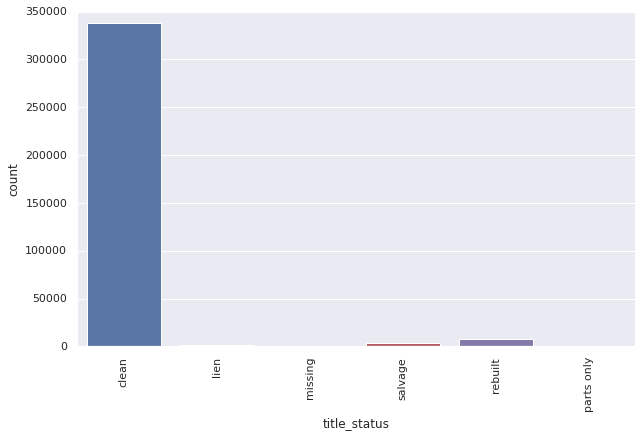 350000
300000
250000
200000
150000
100000
50000
0
count
clean
lien
missing
salvage
rebuilt
parts only
title_status